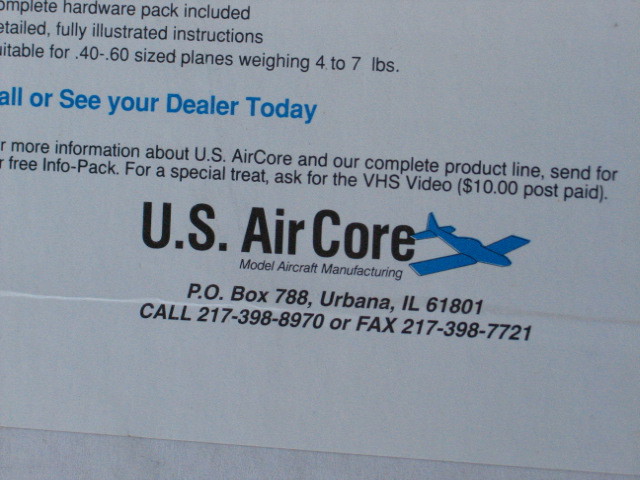 omplete hardware pack included
etailed, fully illustrated instructions
uitable for .40-.60 sized planes weighing 4 to 7 lbs.
all or See your Dealer Today
r more information about U.S. AirCore and our complete product line, send for
r free Info-Pack. For a special treat, ask for the VHS Video ($10.00 post paid).
U.S. AirCore
Model Aircraft Manufacturing
P.O. Box 788, Urbana, IL 61801
CALL 217-398-8970 or FAX 217-398-7721